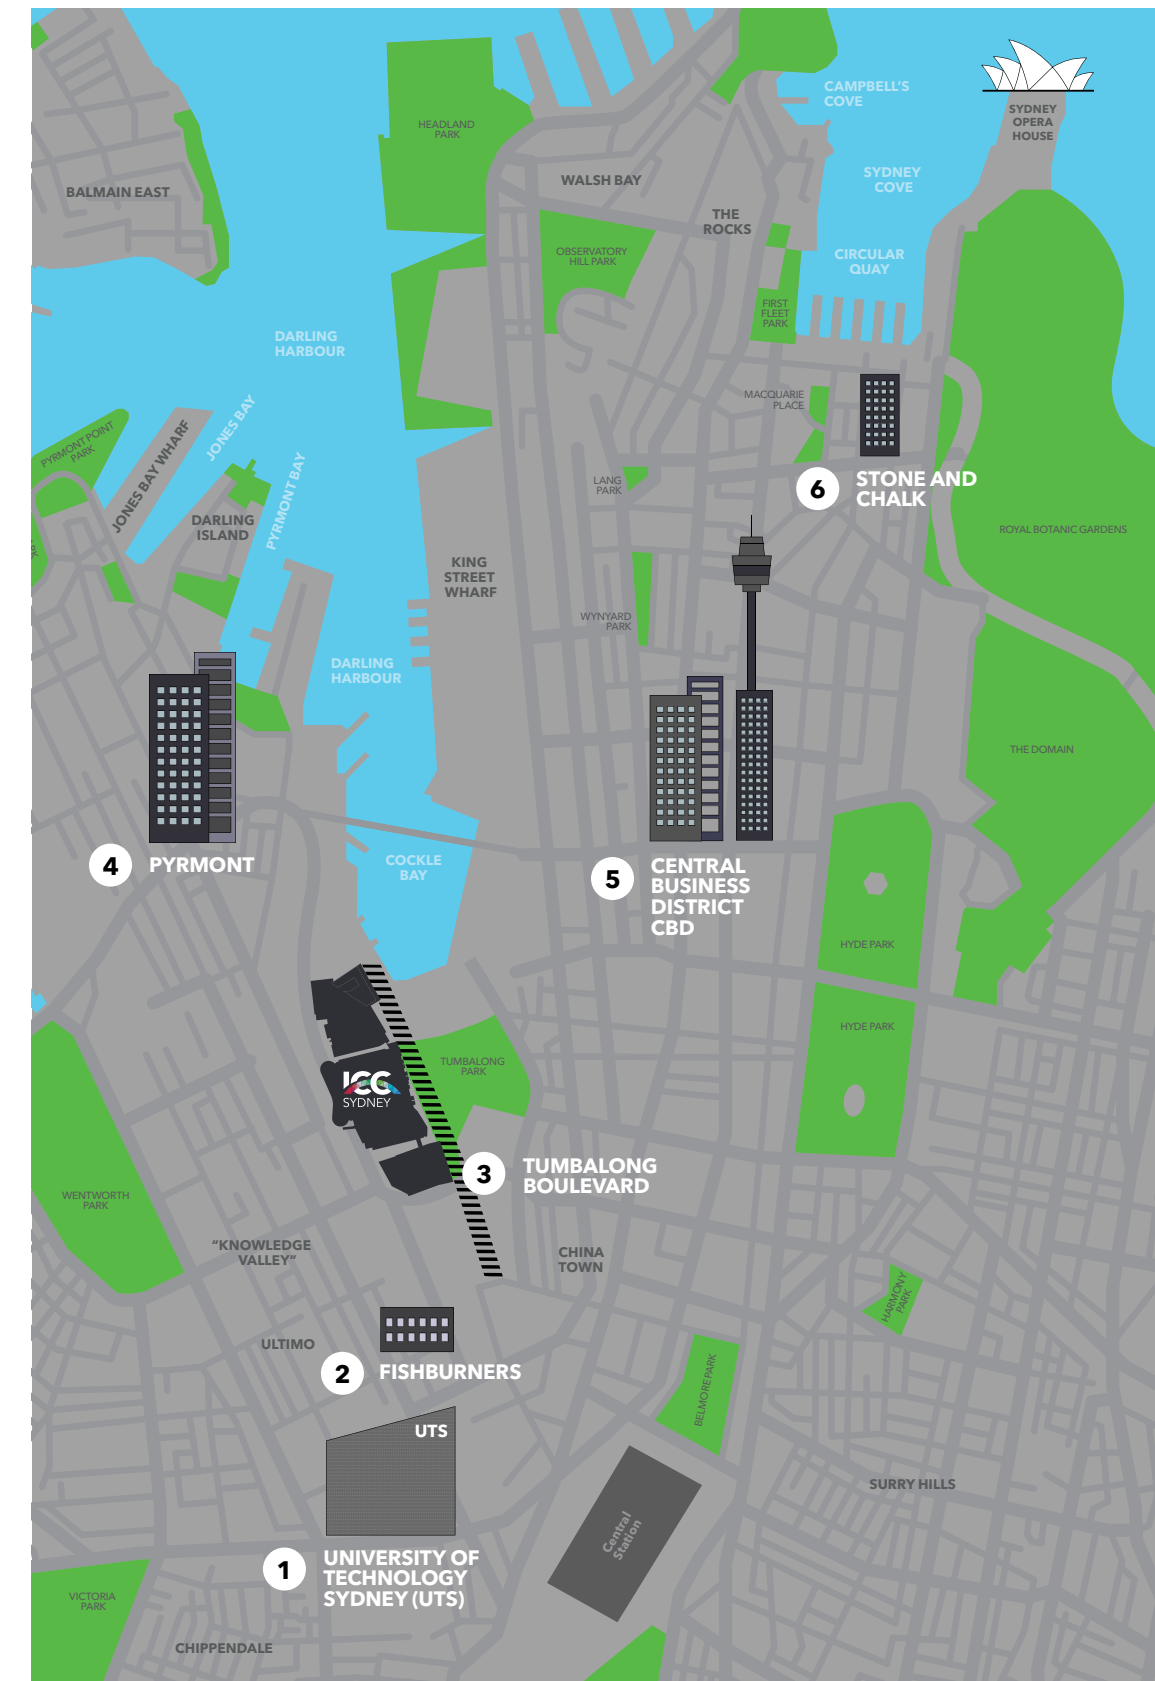 CAMPBELL'S
COVE
SYDNEY
OPERA
HOUSE
HEADLAND
PARK
BALMAIN EAST
WALSH BAY
SYDNEY
COVE
THE
ROCKS
OBSERVATORY
HILL PARK
CIRCULAR
QUAY
FIRST
FLEET
PARK
DARLING
HARBOUR
MACQUARIE
PLACE
PYRMONT POINT
PARK
JONES BAY WHARF
JONES BAY
PYRMONT BAY
DARLING
ISLAND
LANG
PARK
6
STONE AND
CHALK
ROYAL BOTANIC GARDENS
KING
STREET
WHARF
WYNYARD
PARK
DARLING
HARBOUR
THE DOMAIN
4
PYRMONT
COCKLE
BAY
5
CENTRAL
BUSINESS
DISTRICT
CBD
HYDE PARK
HYDE PARK
TUMBALONG
PARK
ICC
SYDNEY
3
TUMBALONG
BOULEVARD
WENTWORTH
PARK
"KNOWLEDGE
VALLEY"
CHINA
TOWN
HARMONY
PARK
ULTIMO
2
FISHBURNERS
BELMORE PARK
UTS
SURRY HILLS
Central
Station
1
UNIVERSITY OF
TECHNOLOGY
SYDNEY (UTS)
VICTORIA
PARK
CHIPPENDALE